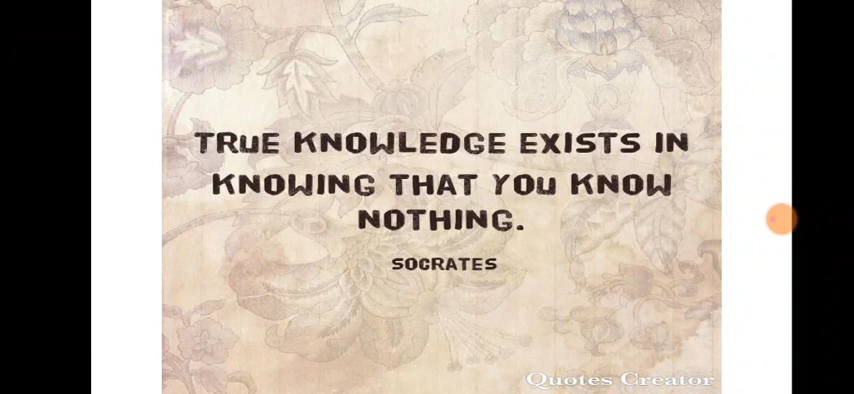 TRUE KNOWLEDGE EXISTS IN
KNOWING THAT YOU KNOW
NOTHING.
SOCRATES
Quotes Creator